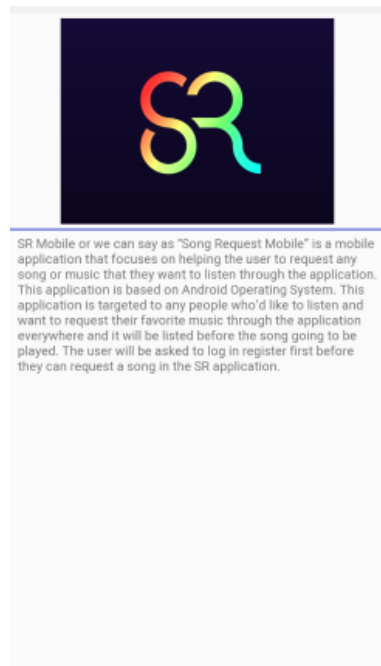 SR
SR Mobile or we can say as "Song Request Mobile" is a mobile
application that focuses on helping the user to request any
song or music that they want to listen through the application.
This application is based on Android Operating System. This
application is targeted to any people who'd like to listen and
want to request their favorite music through the application
everywhere and it will be listed before the song going to be
played. The user will be asked to log in register first before
they can request a song in the SR application.